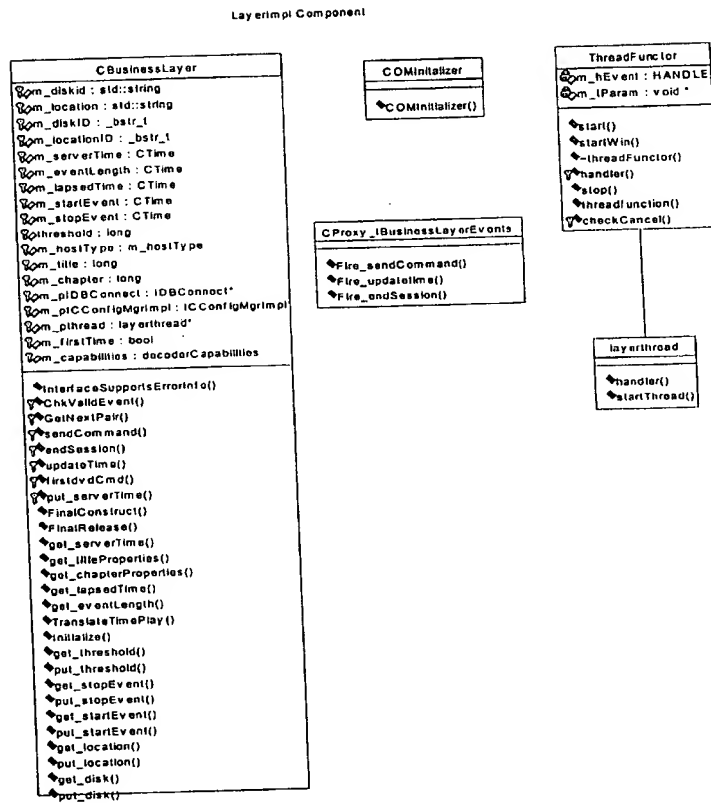 LayerImpl Component
CBusinessLayer
m_diskid : std::string
m_location : std::string
m_diskID : _bstr_t
m_locationID : _bstr_t
m_serverTime : CTime
m_eventLength : CTime
m_lapsedTime : CTime
m_startEvent : CTime
m_stopEvent : CTime
threshold : long
m_hostType : m_hostType
m_title : long
m_chapter : long
m_piDBConnect : IDBConnect*
m_piCConfigMgrImpl : ICConfigMgrImpl*
m_pthread : layerthread*
m_firstTime : bool
m_capabilities : decoderCapabilities
InterfaceSupportsErrorInfo()
ChkValidEvent()
GetNextPair()
sendCommand()
endSession()
updateTime()
firstdvdCmd()
put_serverTime()
FinalConstruct()
FinalRelease()
get_serverTime()
get_titleProperties()
get_chapterProperties()
get_lapsedTime()
get_eventLength()
TranslateTimePlay()
Initialize()
get_threshold()
put_threshold()
get_stopEvent()
put_stopEvent()
get_startEvent()
put_startEvent()
get_location()
put_location()
get_disk()
put_disk()
COMInitalizer
COMInitializer()
CProxy_IBusinessLayerEvents
Fire_sendCommand()
Fire_updatetime()
Fire_endSession()
ThreadFunctor
m_hEvent : HANDLE
m_lParam : void *
start()
startWin()
~threadFunctor()
handler()
stop()
threadfunction()
checkCancel()
layerthread
handler()
startThread()